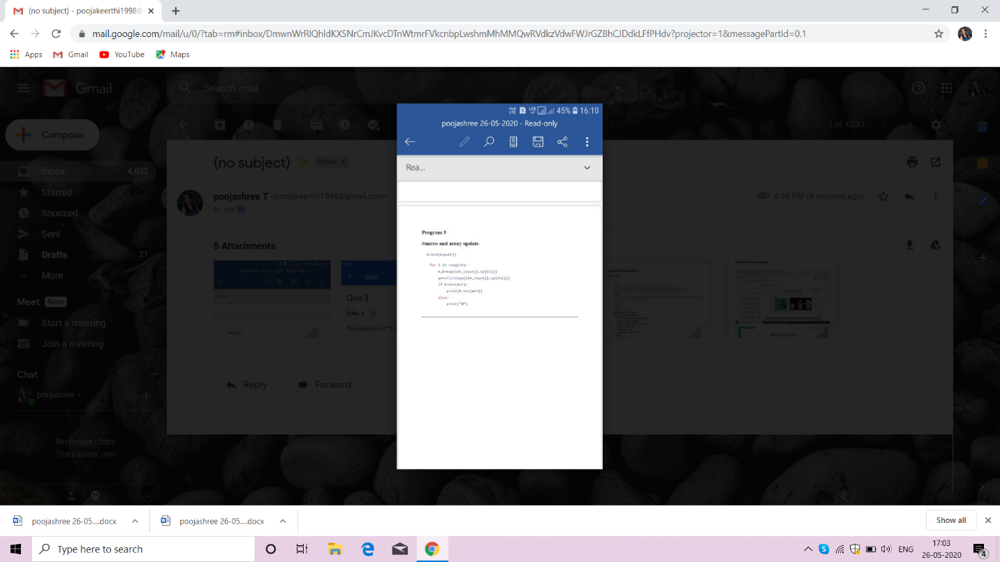 (no subject) - poojakeerthi1998@
mail.google.com/mail/u/0/?tab=rm#inbox/DmwnWrRlQhldKXSNrCmJKvcDTnWtmrFVkcnbpLwshmMhMMQwRVdkzVdwFWJrGZBhCJDdkLFfPHdv?projector=1&messagePartId=0.1
Apps Gmail YouTube Maps
Gmail Search mail
Compose 1 of 4,033
VoD LTE 1 LTE 45% 16:10
poojashree 26-05-2020 - Read-only
Rea...
Program 5
#micro and array update
for i in range(t):
n,k=map(int,input().split())
arr=list(map(int,input().split()))
if k>min(arr):
print(k-min(arr))
else:
print("0")
Inbox 4,032
Starred
Snoozed
Sent
Drafts 21
More
Meet New
Start a meeting
Join a meeting
Chat
poojasree
No recent chats
Start a new one
(no subject) Inbox ×
poojashree T <poojakeerthi1998@gmail.com> 4:56 PM (6 minutes ago)
to me
5 Attachments
Quiz
Quiz 1
Q No: 1
The expression 2**4
Reply Forward
poojashree 26-05....docx poojashree 26-05....docx Show all
Type here to search
ENG
17:03
26-05-2020
4